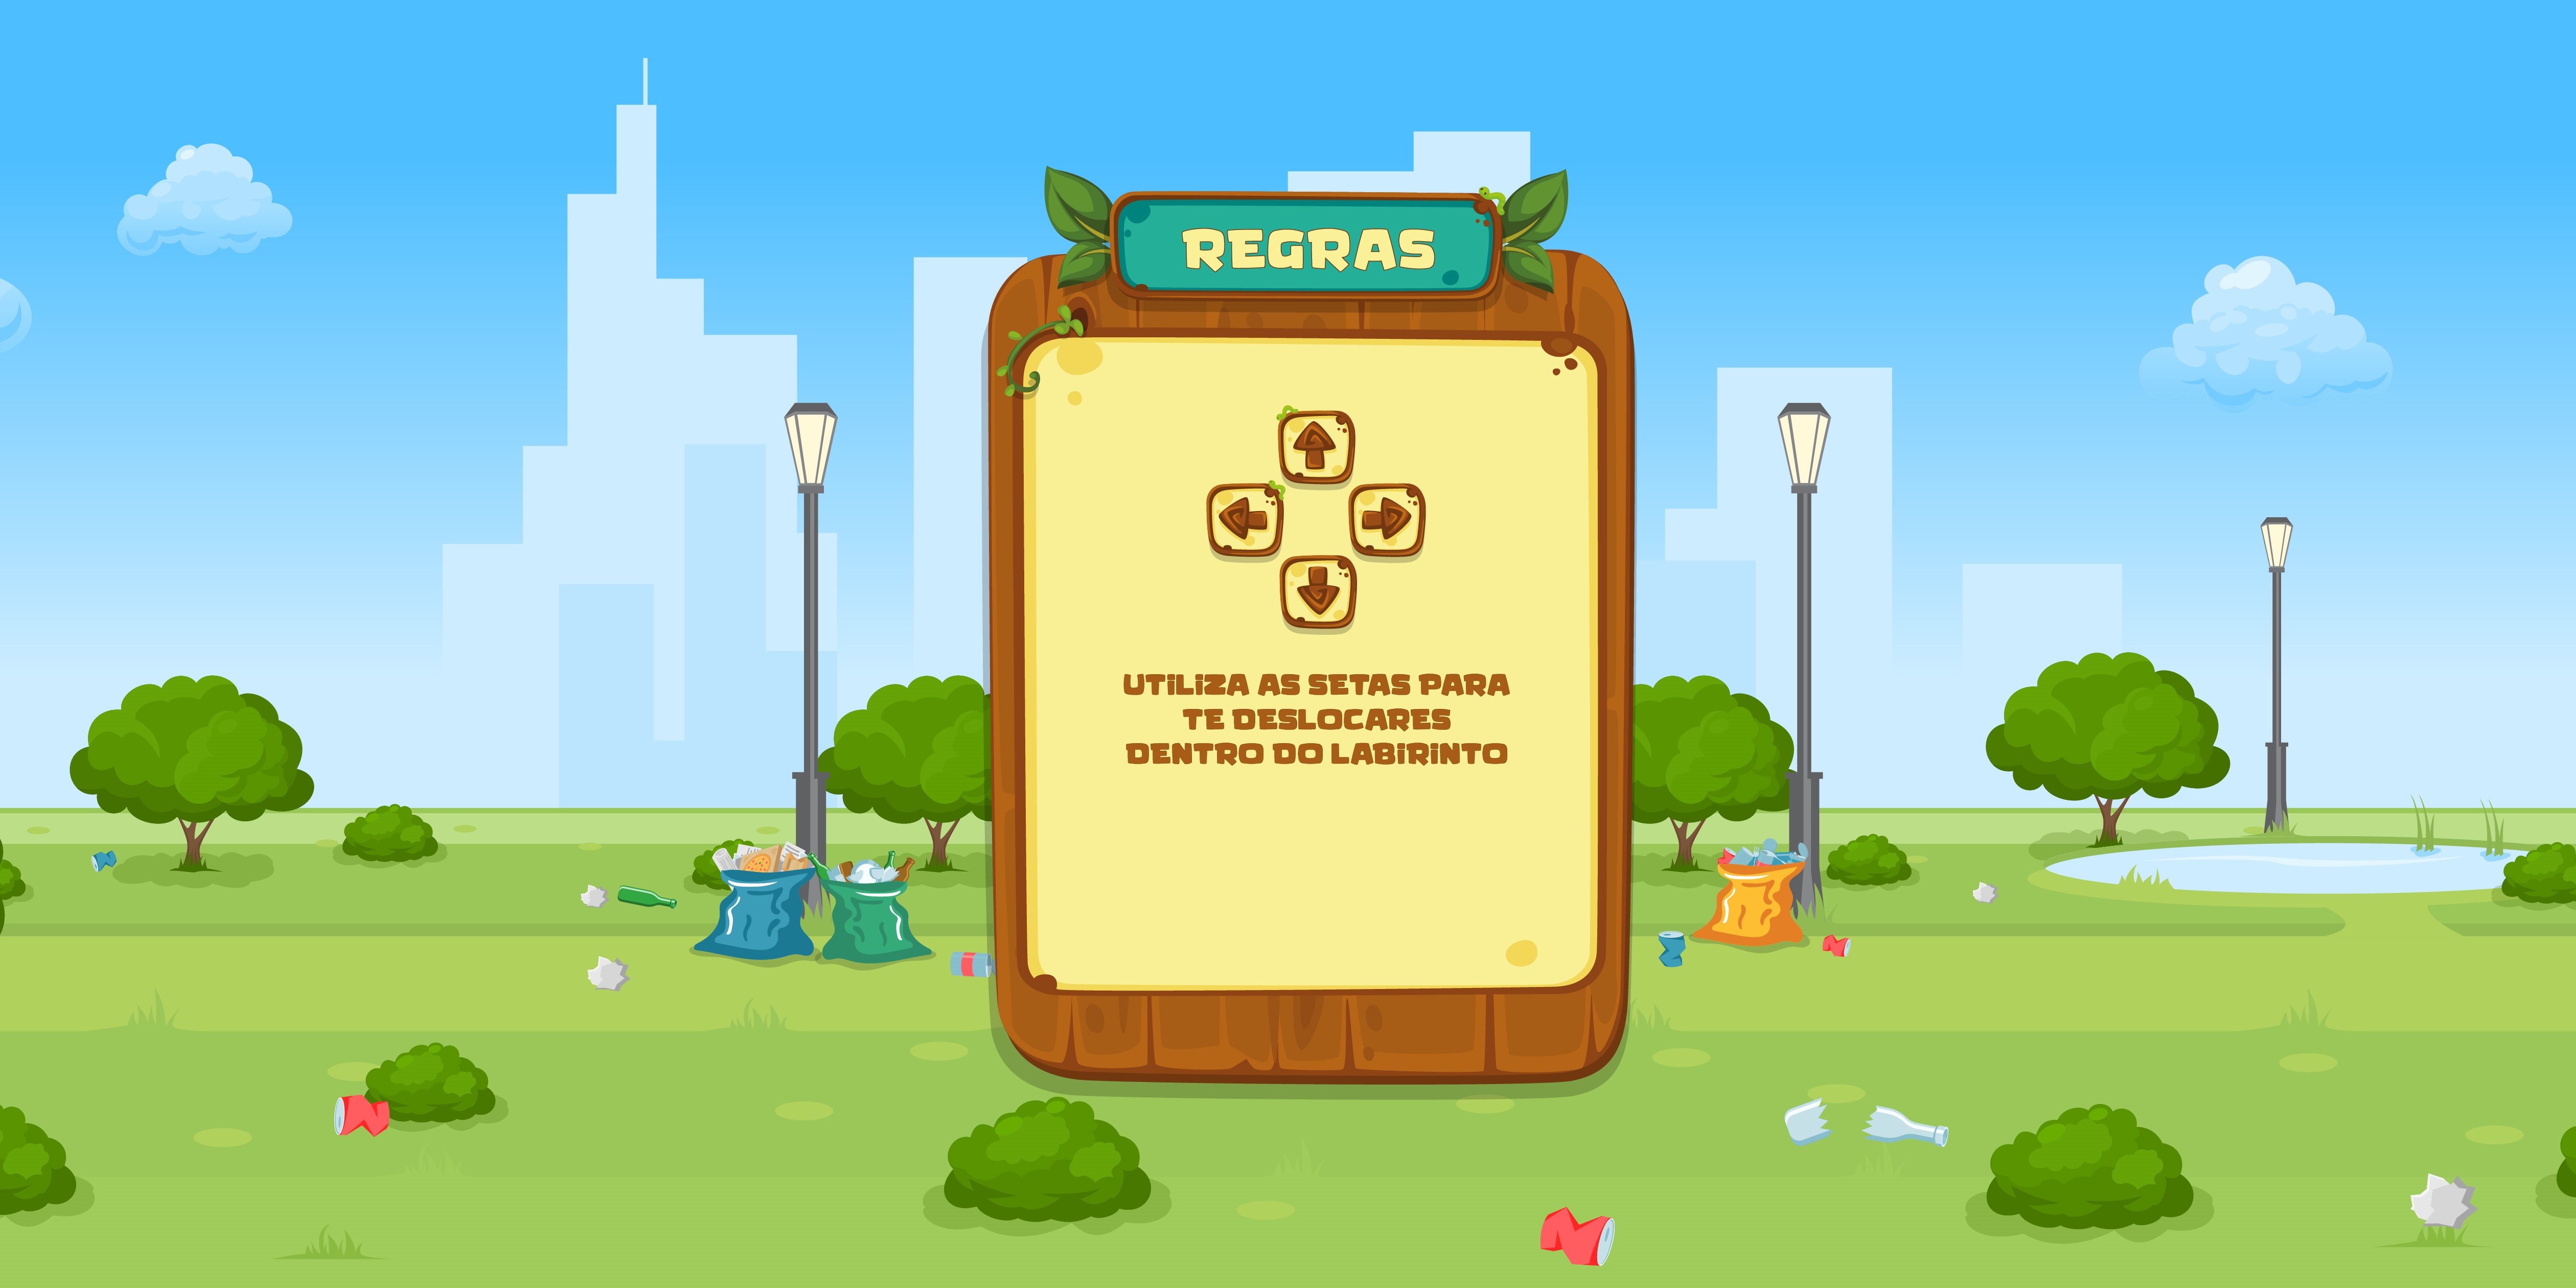 REGRAS
UTILIZA AS SETAS PARA
TE DESLOCARES
DENTRO DO LABIRINTO